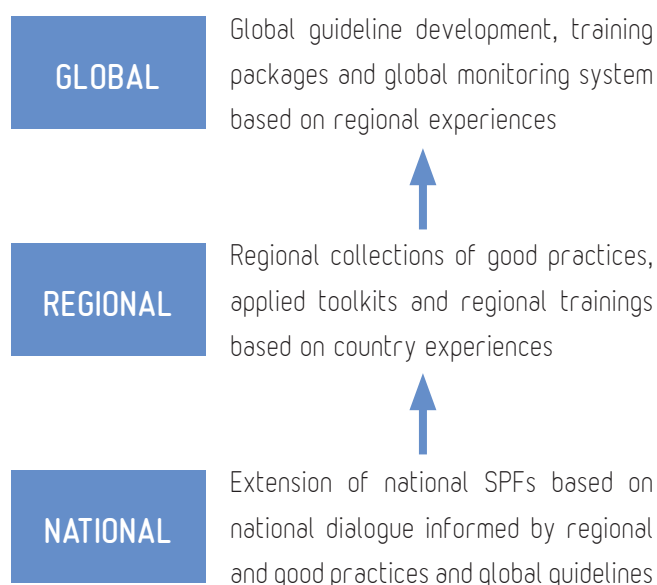 GLOBAL
Global guideline development, training
packages and global monitoring system
based on regional experiences
REGIONAL
Regional collections of good practices,
applied toolkits and regional trainings
based on country experiences
NATIONAL
Extension of national SPFs based on
national dialogue informed by regional
and good practices and global guidelines